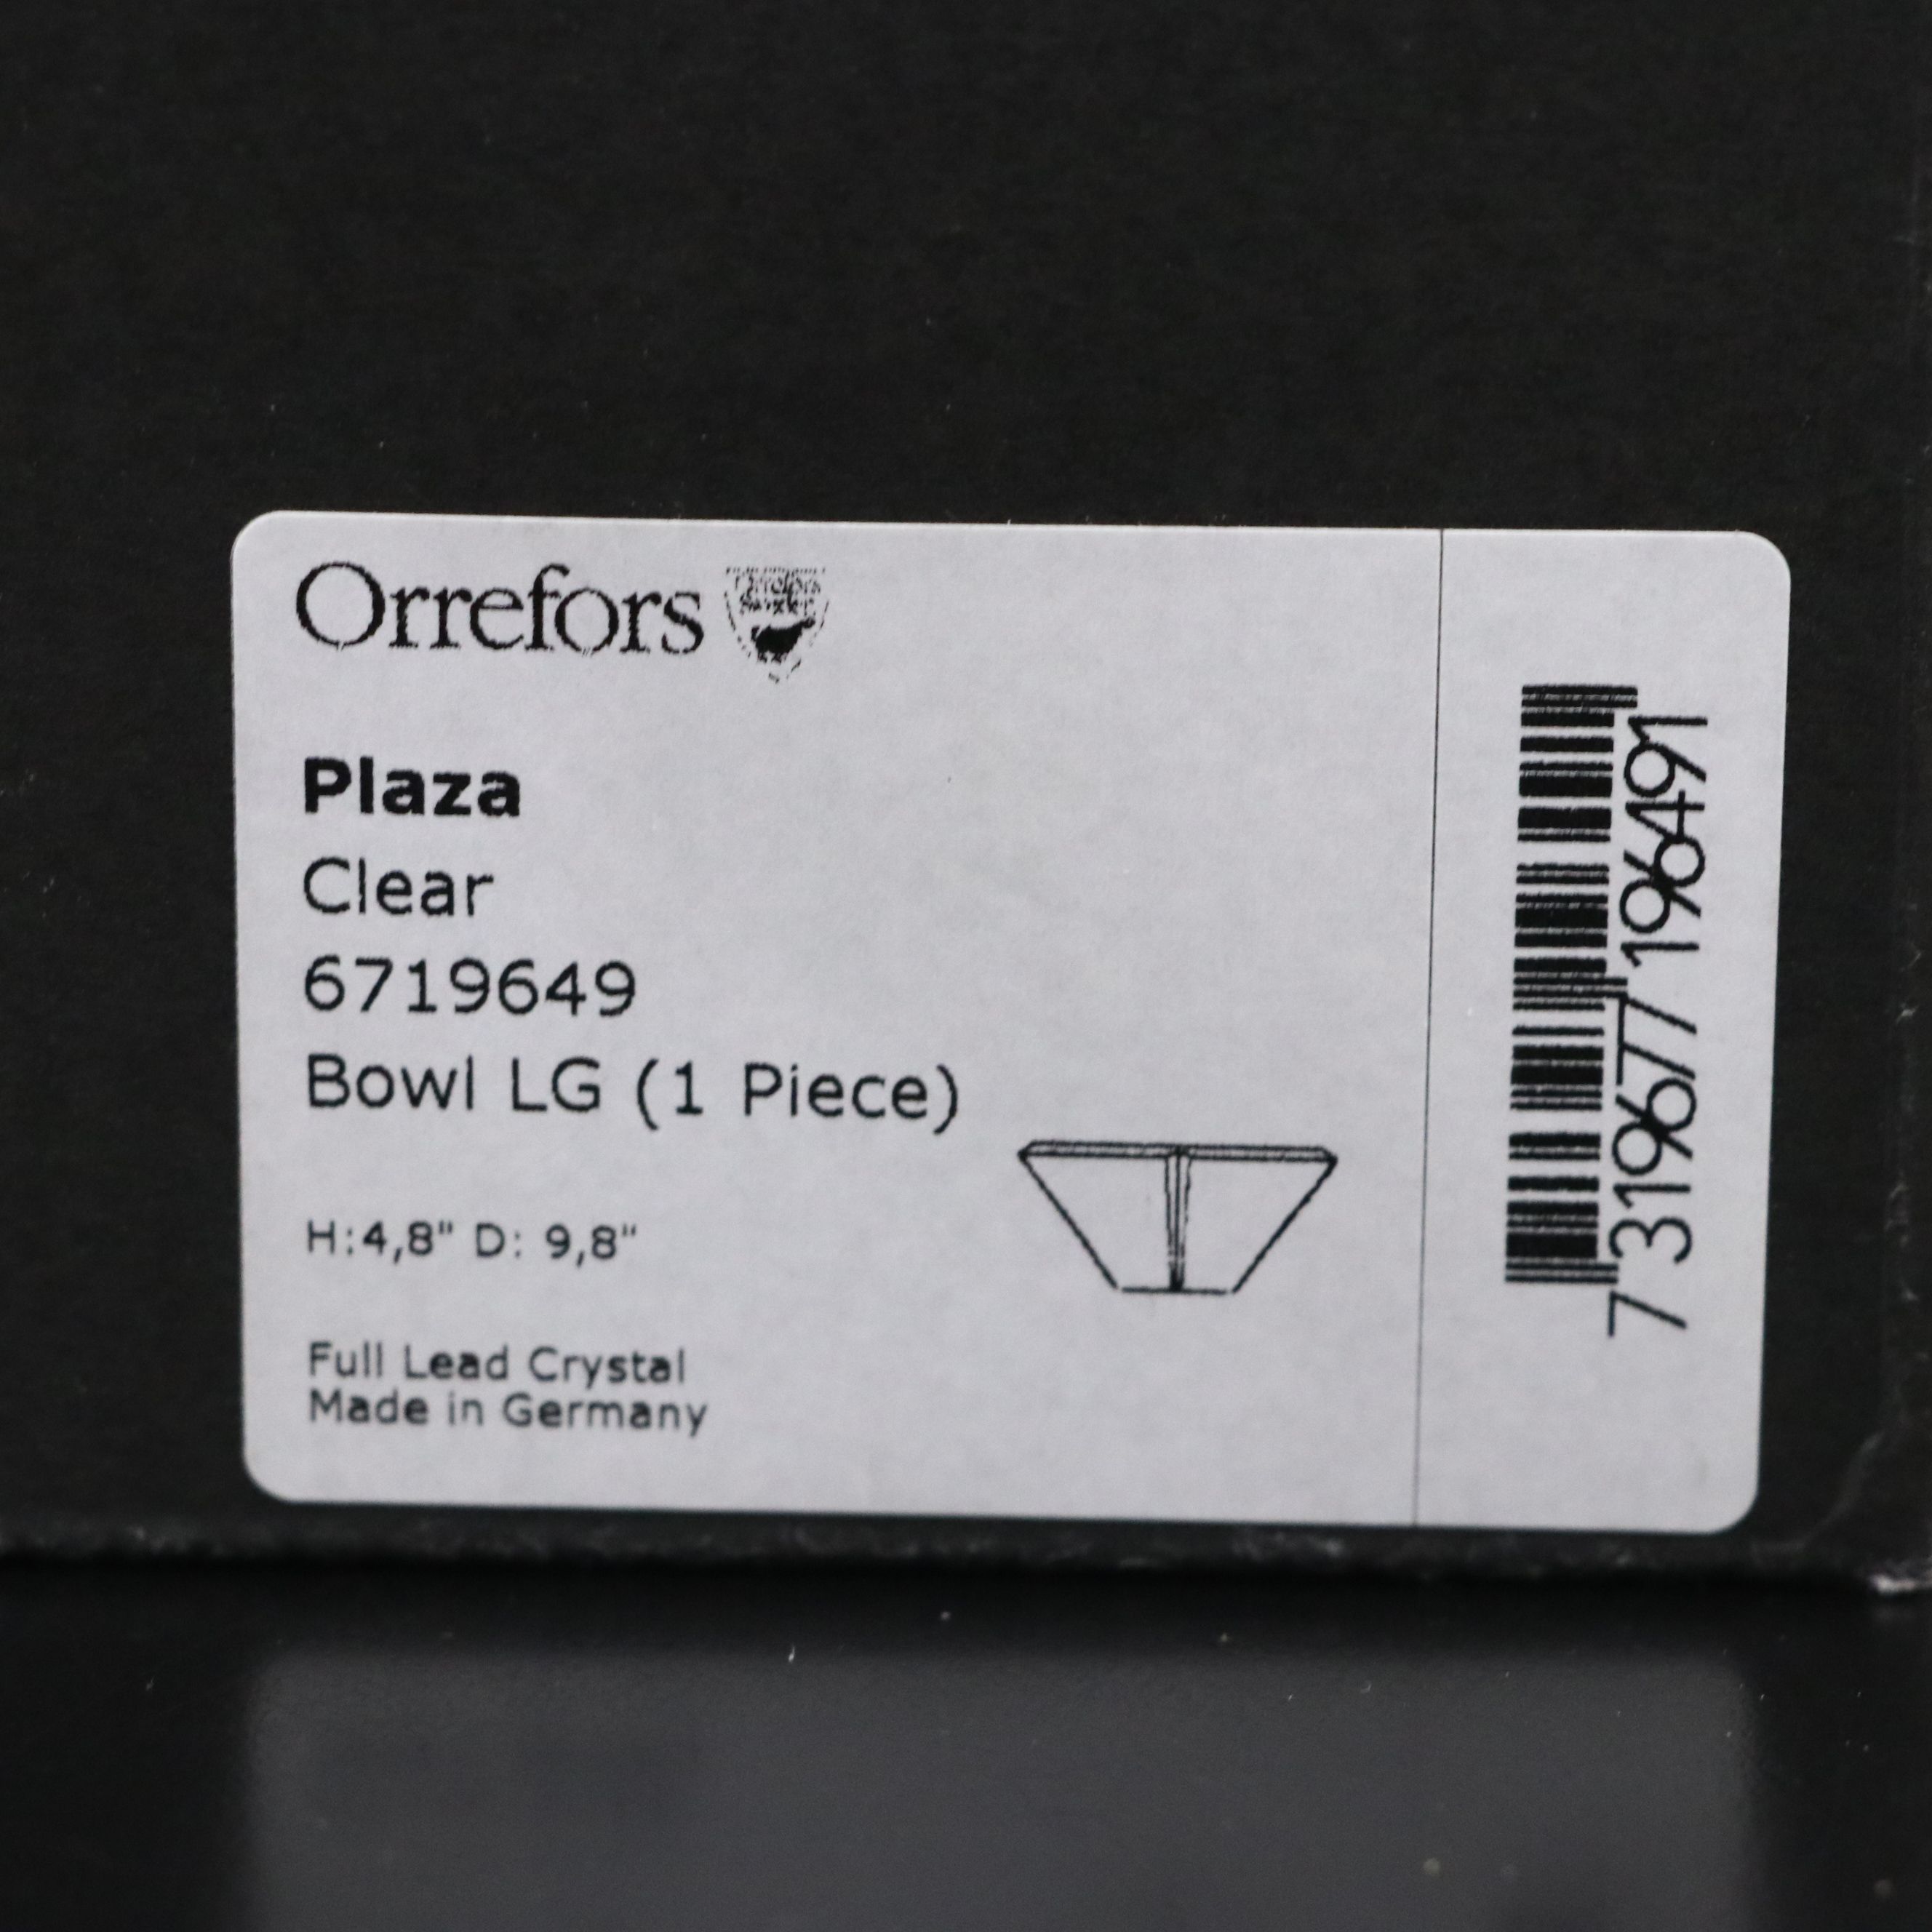 Orrefors
Plaza
Clear
6719649
Bowl LG (1 Piece)
H:4,8" D: 9,8"
Full Lead Crystal
Made in Germany
7 319677 196491